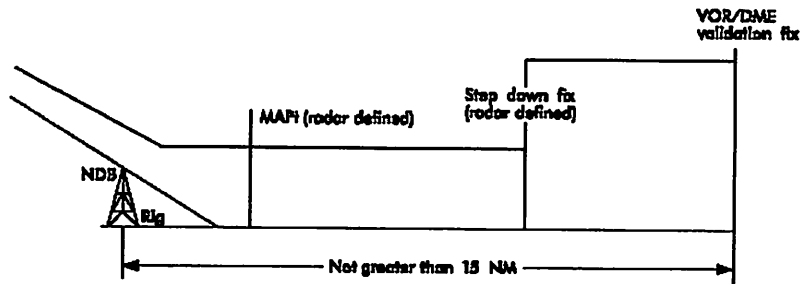 VOR/DME
validation fix
Step down fix
(radar defined)
MAPt (radar defined)
NDB
Rig
Not greater than 15 NM